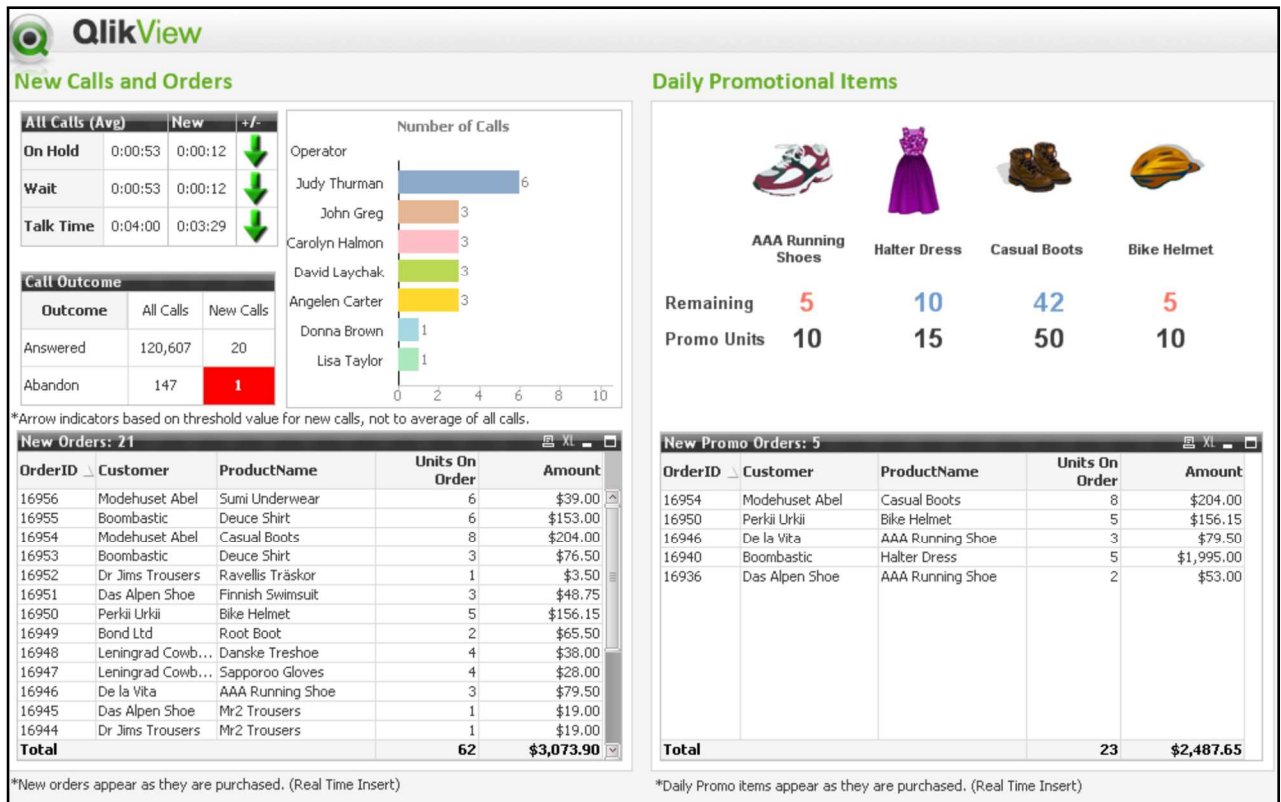 QlikView
New Calls and Orders
All Calls (Avg) New +/-
On Hold 0:00:53 0:00:12
Wait 0:00:53 0:00:12
Talk Time 0:04:00 0:03:29
Call Outcome
Outcome All Calls New Calls
Answered 120,607 20
Abandon 147 1
Number of Calls
Operator
Judy Thurman 6
John Greg 3
Carolyn Halmon 3
David Laychak 3
Angelen Carter 3
Donna Brown 1
Lisa Taylor 1
0 2 4 6 8 10
*Arrow indicators based on threshold value for new calls, not to average of all calls.
New Orders: 21 XL
OrderID Customer ProductName Units On Order Amount
16956 Modehuset Abel Sumi Underwear 6 $39.00
16955 Boombastic Deuce Shirt 6 $153.00
16954 Modehuset Abel Casual Boots 8 $204.00
16953 Boombastic Deuce Shirt 3 $76.50
16952 Dr Jims Trousers Ravellis Träskor 1 $3.50
16951 Das Alpen Shoe Finnish Swimsuit 3 $48.75
16950 Perkii Urkii Bike Helmet 5 $156.15
16949 Bond Ltd Root Boot 2 $65.50
16948 Leningrad Cowb... Danske Treshoe 4 $38.00
16947 Leningrad Cowb... Sapporoo Gloves 4 $28.00
16946 De la Vita AAA Running Shoe 3 $79.50
16945 Das Alpen Shoe Mr2 Trousers 1 $19.00
16944 Dr Jims Trousers Mr2 Trousers 1 $19.00
Total 62 $3,073.90
*New orders appear as they are purchased. (Real Time Insert)
Daily Promotional Items
AAA Running Shoes Halter Dress Casual Boots Bike Helmet
Remaining 5 10 42 5
Promo Units 10 15 50 10
New Promo Orders: 5 XL
OrderID Customer ProductName Units On Order Amount
16954 Modehuset Abel Casual Boots 8 $204.00
16950 Perkii Urkii Bike Helmet 5 $156.15
16946 De la Vita AAA Running Shoe 3 $79.50
16940 Boombastic Halter Dress 5 $1,995.00
16936 Das Alpen Shoe AAA Running Shoe 2 $53.00
Total 23 $2,487.65
*Daily Promo items appear as they are purchased. (Real Time Insert)